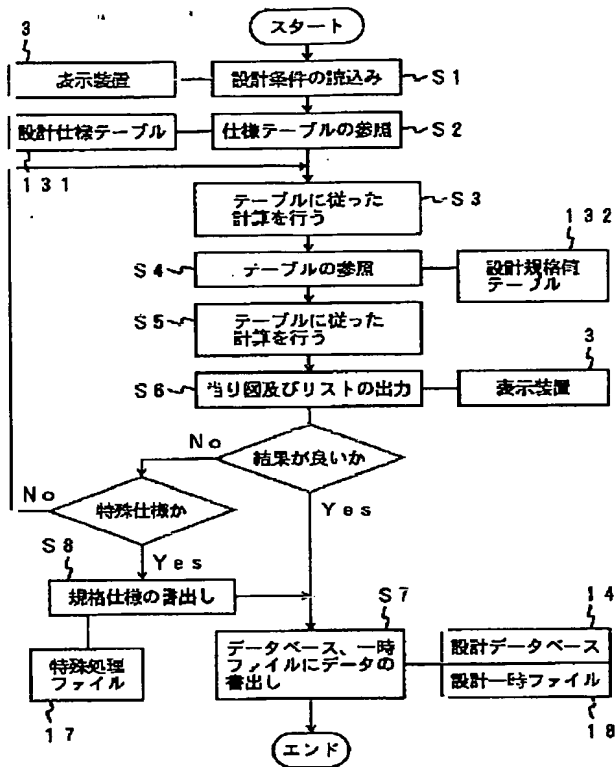 スタート
3
表示装置
設計条件の読込み
S1
設計仕様テーブル
仕様テーブルの参照
S2
131
テーブルに従った
計算を行う
S3
132
S4
テーブルの参照
設計規格値
テーブル
S5
テーブルに従った
計算を行う
3
S6
当り図及びリストの出力
表示装置
No
結果が良いか
No
特殊仕様か
Yes
Yes
S8
規格仕様の書出し
S7
14
データベース、一時
ファイルにデータの
書出し
設計データベース
特殊処理
ファイル
設計一時ファイル
17
18
エンド